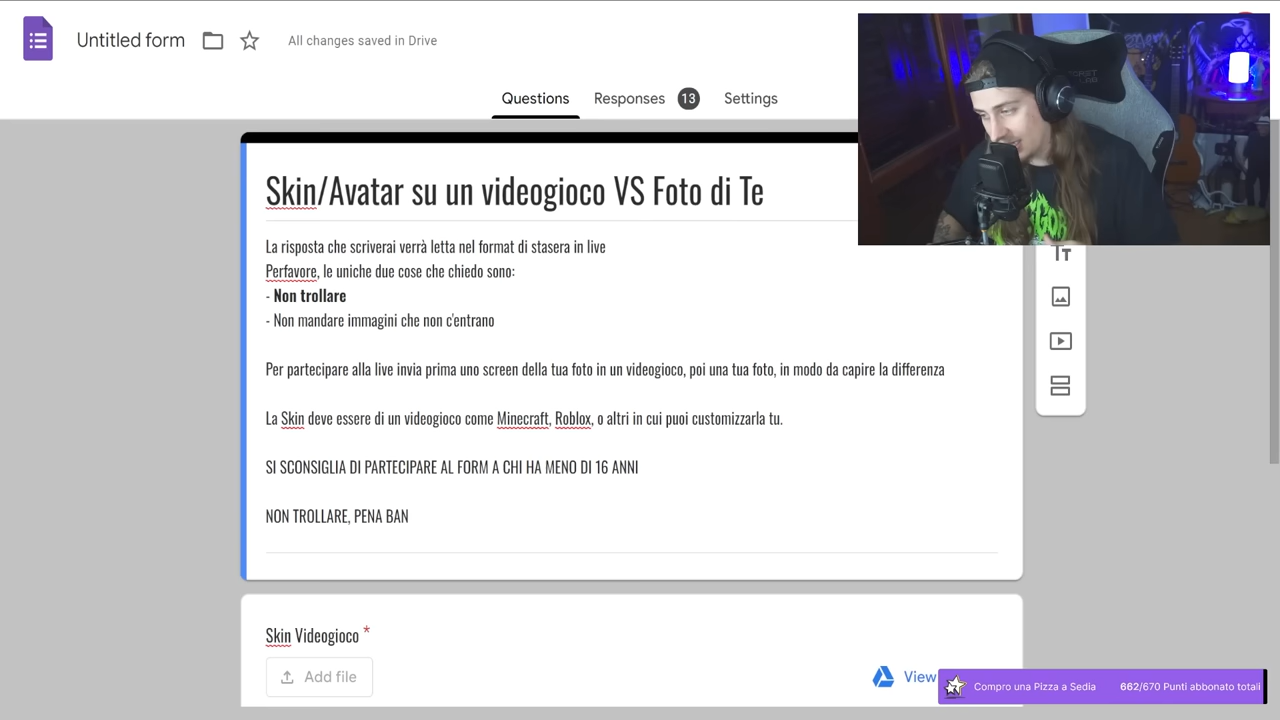 Untitled form
All changes saved in Drive
Questions
Responses 13
Settings
Skin/Avatar su un videogioco VS Foto di Te
La risposta che scriverai verrà letta nel format di stasera in live
Perfavore, le uniche due cose che chiedo sono:
- Non trollare
- Non mandare immagini che non c'entrano
Per partecipare alla live invia prima uno screen della tua foto in un videogioco, poi una tua foto, in modo da capire la differenza
La Skin deve essere di un videogioco come Minecraft, Roblox, o altri in cui puoi customizzarla tu.
SI SCONSIGLIA DI PARTECIPARE AL FORM A CHI HA MENO DI 16 ANNI
NON TROLLARE, PENA BAN
Skin Videogioco *
Add file
View
Compro una Pizza a Sedia
662/670 Punti abbonato totali